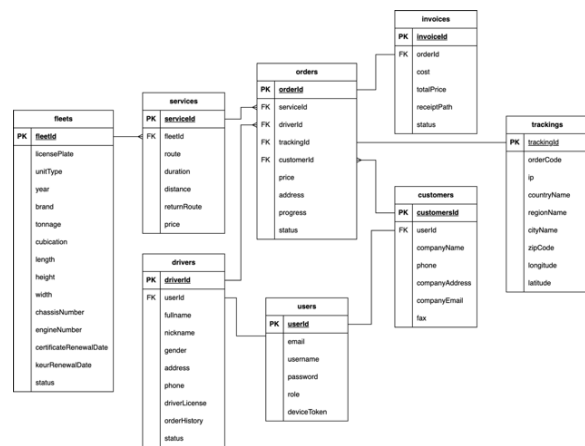 invoices
PK invoiceId
FK orderId
cost
totalPrice
receiptPath
status
orders
PK orderId
FK serviceId
FK driverId
FK trackingId
FK customerId
price
address
progress
status
services
PK serviceId
FK fleetId
route
duration
distance
returnRoute
price
fleets
PK fleetId
licensePlate
unitType
year
brand
tonnage
cubication
length
height
width
chassisNumber
engineNumber
certificateRenewalDate
keurRenewalDate
status
trackings
PK trackingId
orderCode
ip
countryName
regionName
cityName
zipCode
longitude
latitude
customers
PK customersId
FK userId
companyName
phone
companyAddress
companyEmail
fax
drivers
PK driverId
FK userId
fullname
nickname
gender
address
phone
driverLicense
orderHistory
status
users
PK userId
email
username
password
role
deviceToken